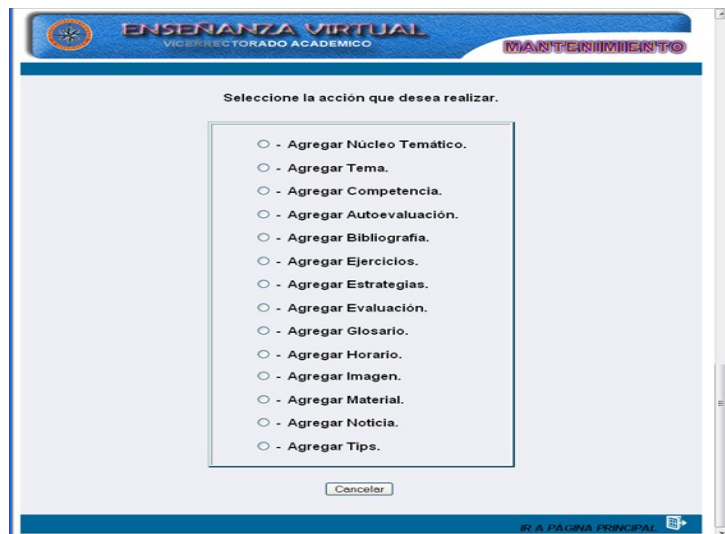 ENSEÑANZA VIRTUAL
VICERRECTORADO ACADEMICO
MANTENIMIENTO
Seleccione la acción que desea realizar.
- Agregar Núcleo Temático.
- Agregar Tema.
- Agregar Competencia.
- Agregar Autoevaluación.
- Agregar Bibliografía.
- Agregar Ejercicios.
- Agregar Estrategias.
- Agregar Evaluación.
- Agregar Glosario.
- Agregar Horario.
- Agregar Imagen.
- Agregar Material.
- Agregar Noticia.
- Agregar Tips.
Cancelar
IR A PÁGINA PRINCIPAL